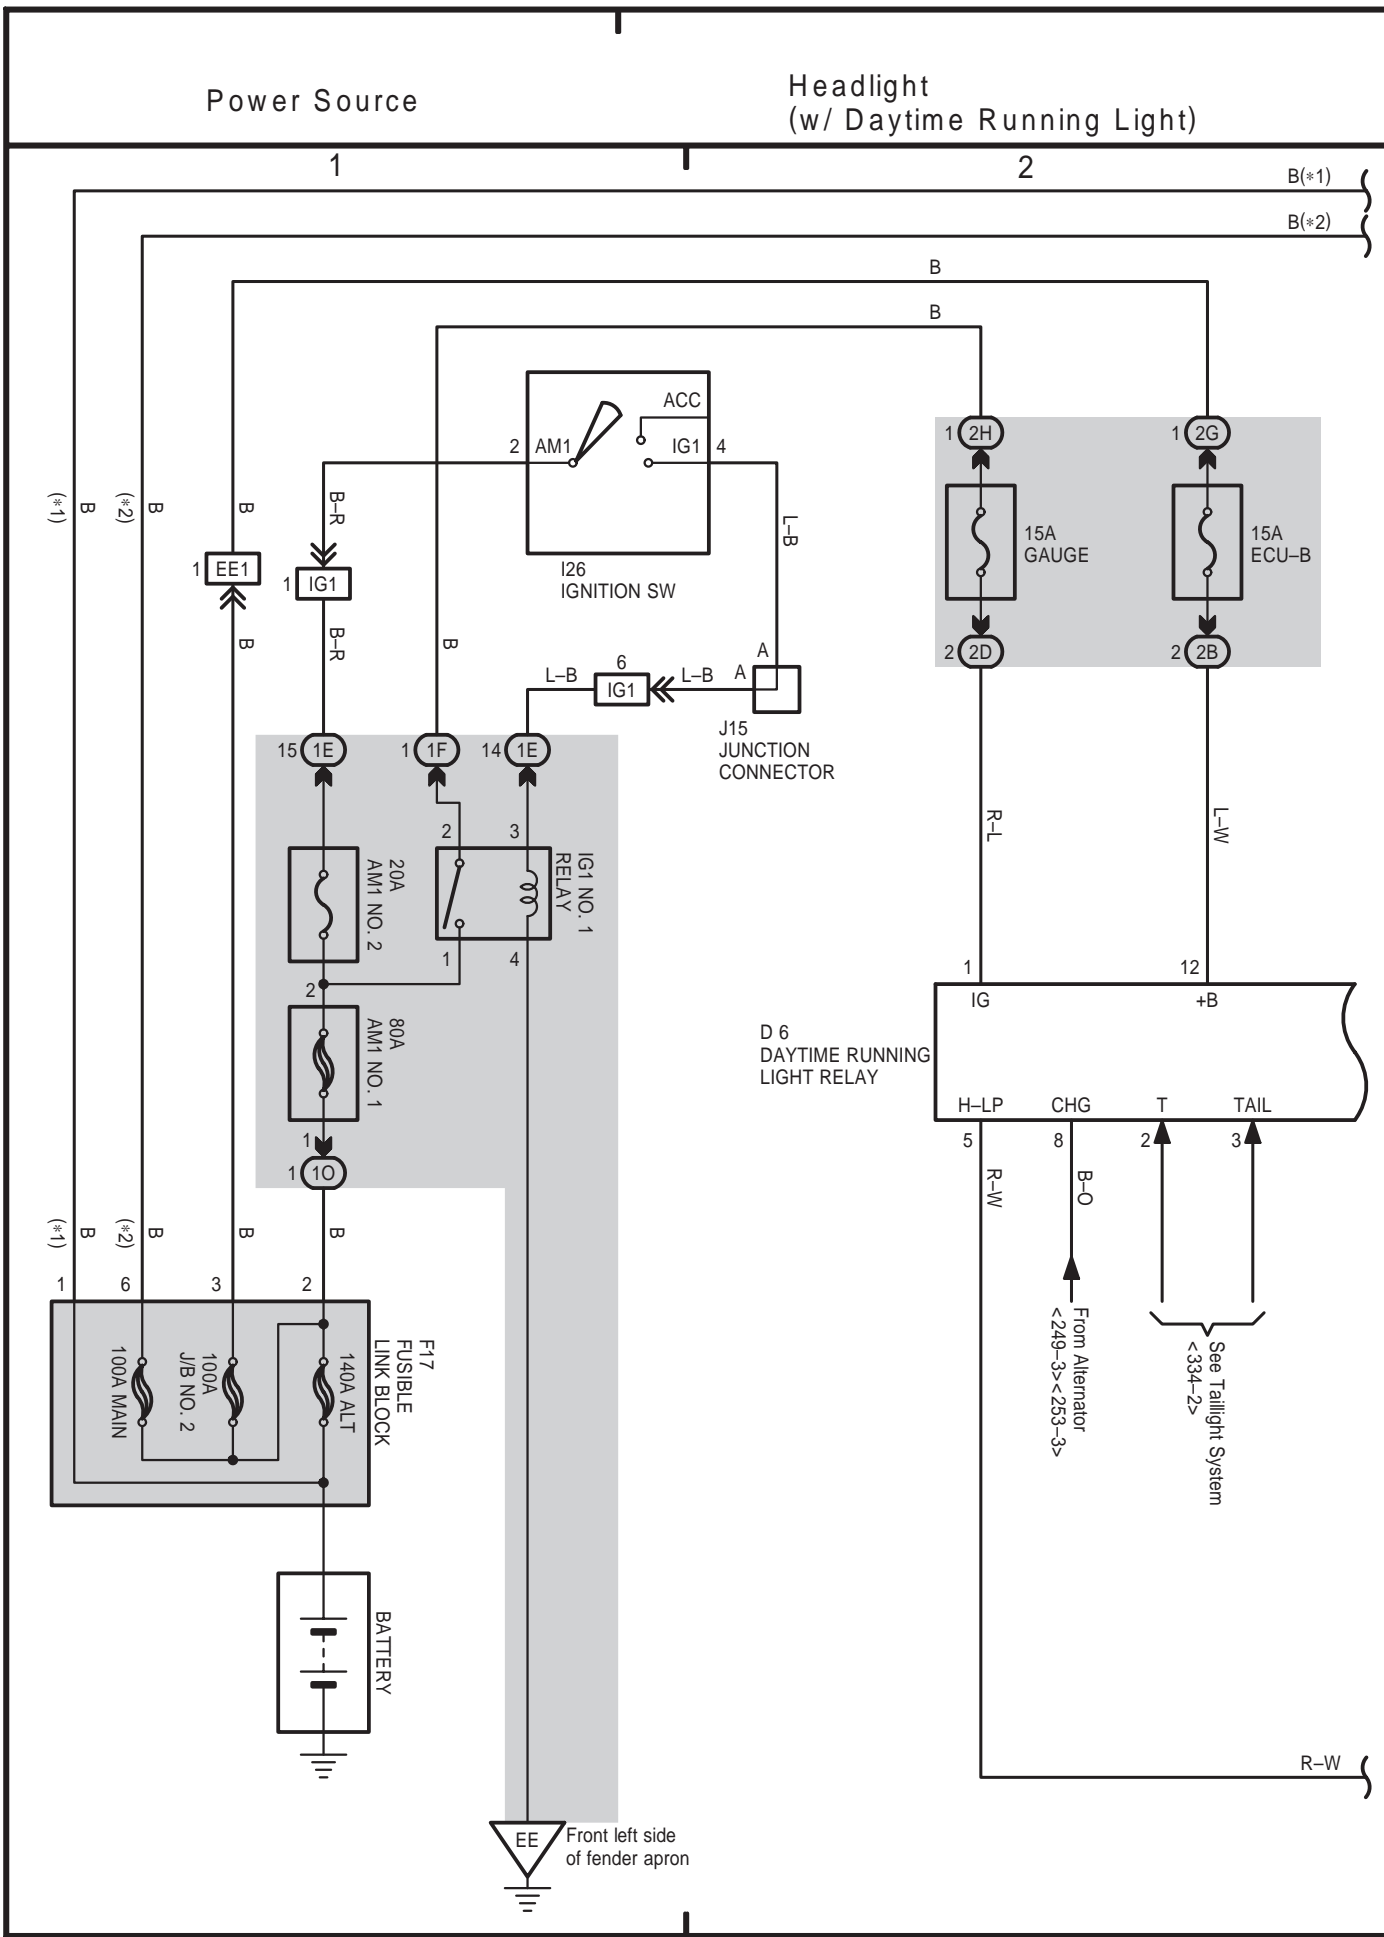 Power Source
Headlight
(w/ Daytime Running Light)
1
2
B(*1)
B(*2)
B
B
ACC
2
AM1
IG1
4
1
2H
1
2G
B
(*1)
B
(*2)
B
B–R
L–B
15A
GAUGE
15A
ECU–B
1
EE1
1
IG1
I26
IGNITION SW
B
B–R
B
A
6
L–B
IG1
L–B
A
2
2D
2
2B
J15
JUNCTION
CONNECTOR
15
1E
1
1F
14
1E
R–L
L–W
2
3
20A
AM1 NO. 2
IG1 NO. 1
RELAY
1
4
2
1
12
IG
+B
80A
AM1 NO. 1
D 6
DAYTIME RUNNING
LIGHT RELAY
H–LP
CHG
T
TAIL
1
5
8
2
3
1
1O
R–W
B–O
B
(*1)
B
(*2)
B
B
1
6
3
2
F17
FUSIBLE
LINK BLOCK
140A ALT
100A
J/B NO. 2
100A MAIN
From Alternator
<249–3><253–3>
See Taillight System
<334–2>
BATTERY
R–W
EE
Front left side
of fender apron